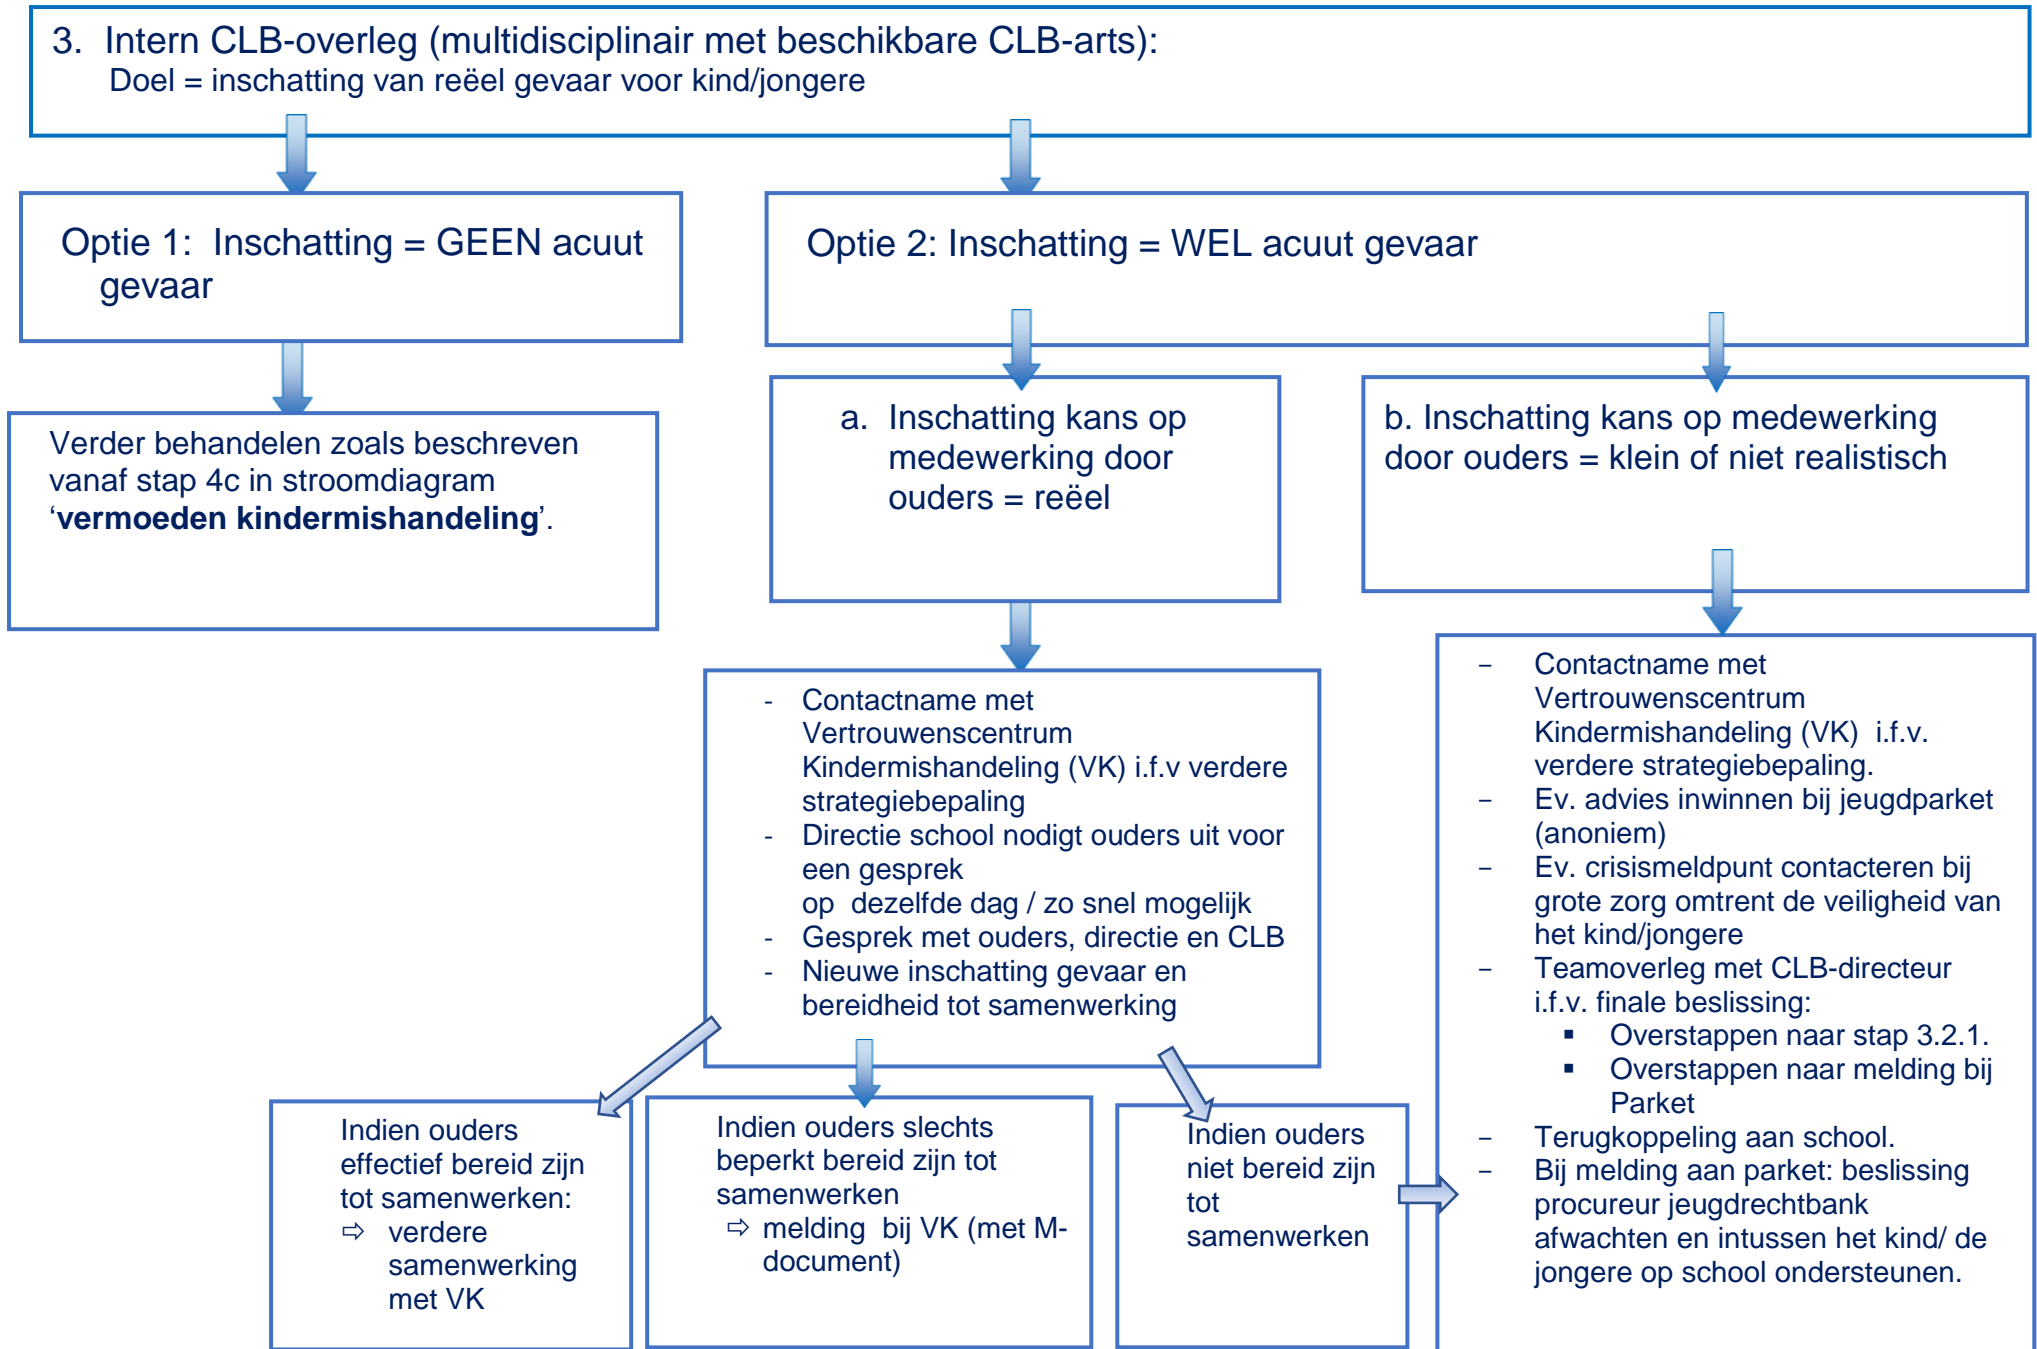 3. Intern CLB-overleg (multidisciplinair met beschikbare CLB-arts):
Doel = inschatting van reëel gevaar voor kind/jongere
Optie 1: Inschatting = GEEN acuut
gevaar
Optie 2: Inschatting = WEL acuut gevaar
Verder behandelen zoals beschreven
vanaf stap 4c in stroomdiagram
‘vermoeden kindermishandeling’.
a. Inschatting kans op
medewerking door
ouders = reëel
b. Inschatting kans op medewerking
door ouders = klein of niet realistisch
- Contactname met
Vertrouwenscentrum
Kindermishandeling (VK) i.f.v verdere
strategiebepaling
- Directie school nodigt ouders uit voor
een gesprek
op dezelfde dag / zo snel mogelijk
- Gesprek met ouders, directie en CLB
- Nieuwe inschatting gevaar en
bereidheid tot samenwerking
Indien ouders
effectief bereid zijn
tot samenwerken:
⇨ verdere
samenwerking
met VK
Indien ouders slechts
beperkt bereid zijn tot
samenwerken
⇨ melding bij VK (met M-
document)
Indien ouders
niet bereid zijn
tot
samenwerken
- Contactname met
Vertrouwenscentrum
Kindermishandeling (VK) i.f.v.
verdere strategiebepaling.
- Ev. advies inwinnen bij jeugdparket
(anoniem)
- Ev. crisismeldpunt contacteren bij
grote zorg omtrent de veiligheid van
het kind/jongere
- Teamoverleg met CLB-directeur
i.f.v. finale beslissing:
▪ Overstappen naar stap 3.2.1.
▪ Overstappen naar melding bij
Parket
- Terugkoppeling aan school.
- Bij melding aan parket: beslissing
procureur jeugdrechtbank
afwachten en intussen het kind/ de
jongere op school ondersteunen.